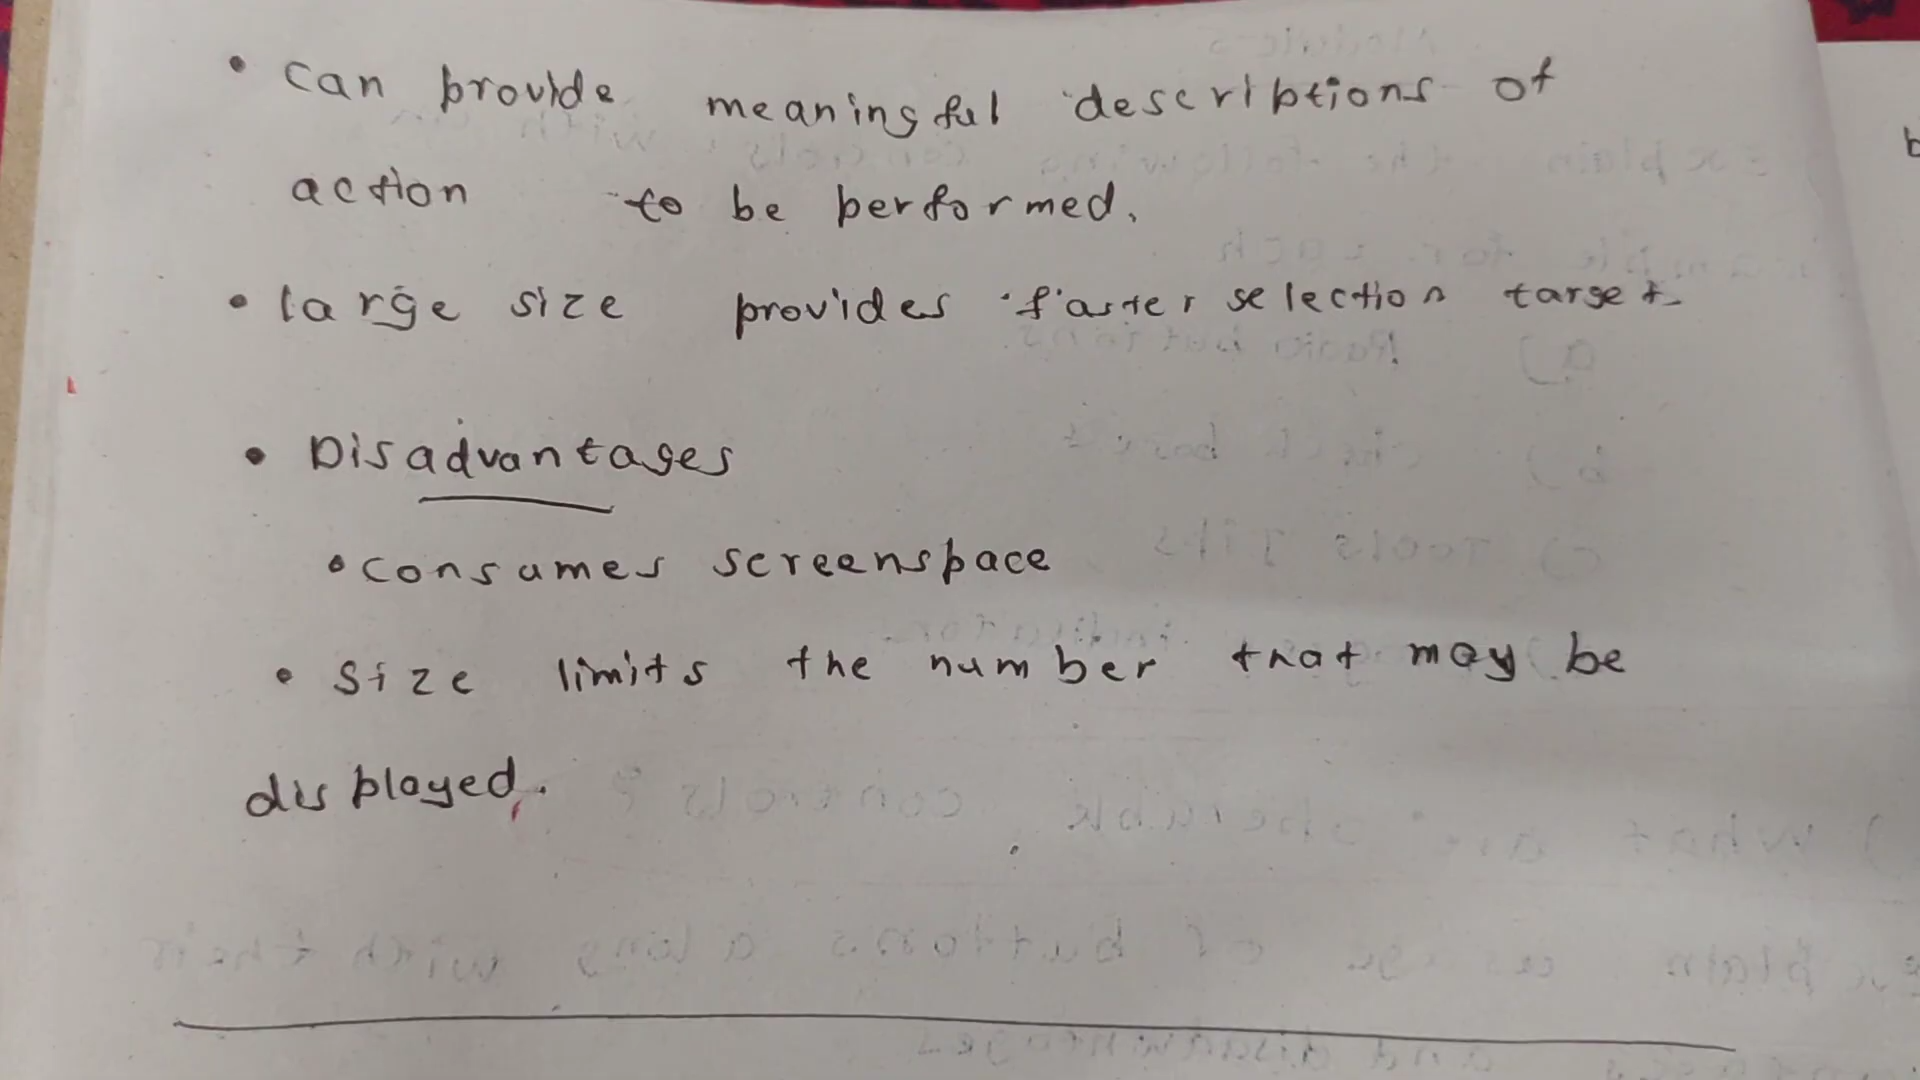 • can provide meaningful descriptions of
action to be performed.
• large size provides faster selection target
• Disadvantages
• consumes screenspace
• size limits the number that may be
displayed.